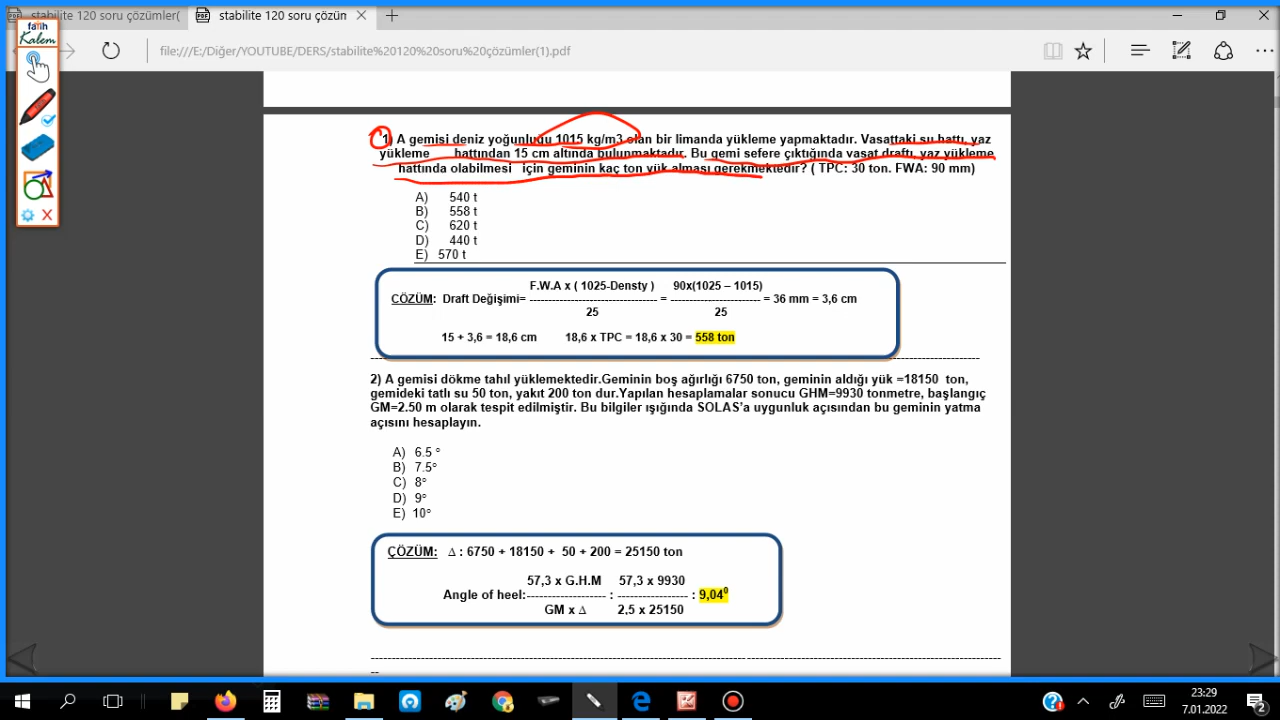 stabilite 120 soru çözümler(
stabilite 120 soru çözün
fatih
Kalem
file:///E:/Diğer/YOUTUBE/DERS/stabilite%20120%20soru%20çözümler(1).pdf
1) A gemisi deniz yoğunluğu 1015 kg/m3 olan bir limanda yükleme yapmaktadır. Vasattaki su hattı, yaz
yükleme hattından 15 cm altında bulunmaktadır. Bu gemi sefere çıktığında vasat draftı, yaz yükleme
hattında olabilmesi için geminin kaç ton yük alması gerekmektedir? ( TPC: 30 ton. FWA: 90 mm)
A) 540 t
B) 558 t
C) 620 t
D) 440 t
E) 570 t
F.W.A x ( 1025-Densty ) 90x(1025 – 1015)
CÖZÜM: Draft Değişimi= ------------------------------ = --------------------- = 36 mm = 3,6 cm
25 25
15 + 3,6 = 18,6 cm 18,6 x TPC = 18,6 x 30 = 558 ton
2) A gemisi dökme tahıl yüklemektedir.Geminin boş ağırlığı 6750 ton, geminin aldığı yük =18150 ton,
gemideki tatlı su 50 ton, yakıt 200 ton dur.Yapılan hesaplamalar sonucu GHM=9930 tonmetre, başlangıç
GM=2.50 m olarak tespit edilmiştir. Bu bilgiler ışığında SOLAS'a uygunluk açısından bu geminin yatma
açısını hesaplayın.
A) 6.5 °
B) 7.5°
C) 8°
D) 9°
E) 10°
ÇÖZÜM: Δ : 6750 + 18150 + 50 + 200 = 25150 ton
57,3 x G.H.M 57,3 x 9930
Angle of heel:------------------ : ----------------- : 9,04⁰
GM x Δ 2,5 x 25150
23:29
7.01.2022
2